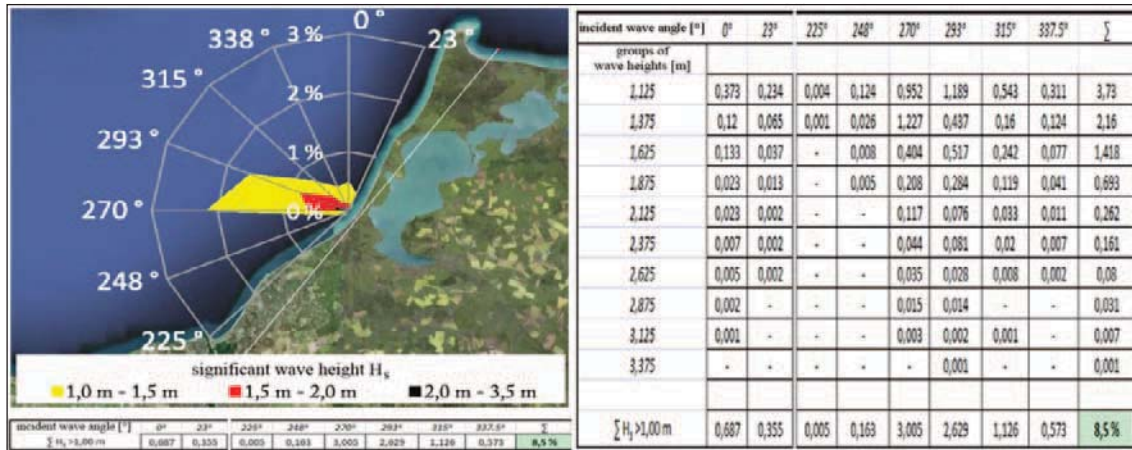 0°
338° 3 % 23°
315° 2 %
293° 1 %
270° 0 %
248°
225°
significant wave height Hₛ
1,0 m - 1,5 m 1,5 m - 2,0 m 2,0 m - 3,5 m
incident wave angle [°] 0° 23° 225° 248° 270° 293° 315° 337.5° Σ
Σ Hₛ >1,00 m 0,687 0,355 0,005 0,163 3,005 2,629 1,126 0,573 8,5 %
incident wave angle [°] 0° 23° 225° 248° 270° 293° 315° 337.5° Σ
groups of
wave heights [m]
1,125 0,373 0,234 0,004 0,124 0,952 1,189 0,543 0,311 3,73
1,375 0,12 0,065 0,001 0,026 1,227 0,437 0,16 0,124 2,16
1,625 0,133 0,037 - 0,008 0,404 0,517 0,242 0,077 1,418
1,875 0,023 0,013 - 0,005 0,208 0,284 0,119 0,041 0,693
2,125 0,023 0,002 - - 0,117 0,076 0,033 0,011 0,262
2,375 0,007 0,002 - - 0,044 0,081 0,02 0,007 0,161
2,625 0,005 0,002 - - 0,035 0,028 0,008 0,002 0,08
2,875 0,002 - - - 0,015 0,014 - - 0,031
3,125 0,001 - - - 0,003 0,002 0,001 - 0,007
3,375 - - - - - 0,001 - - 0,001
Σ Hₛ >1,00 m 0,687 0,355 0,005 0,163 3,005 2,629 1,126 0,573 8,5 %